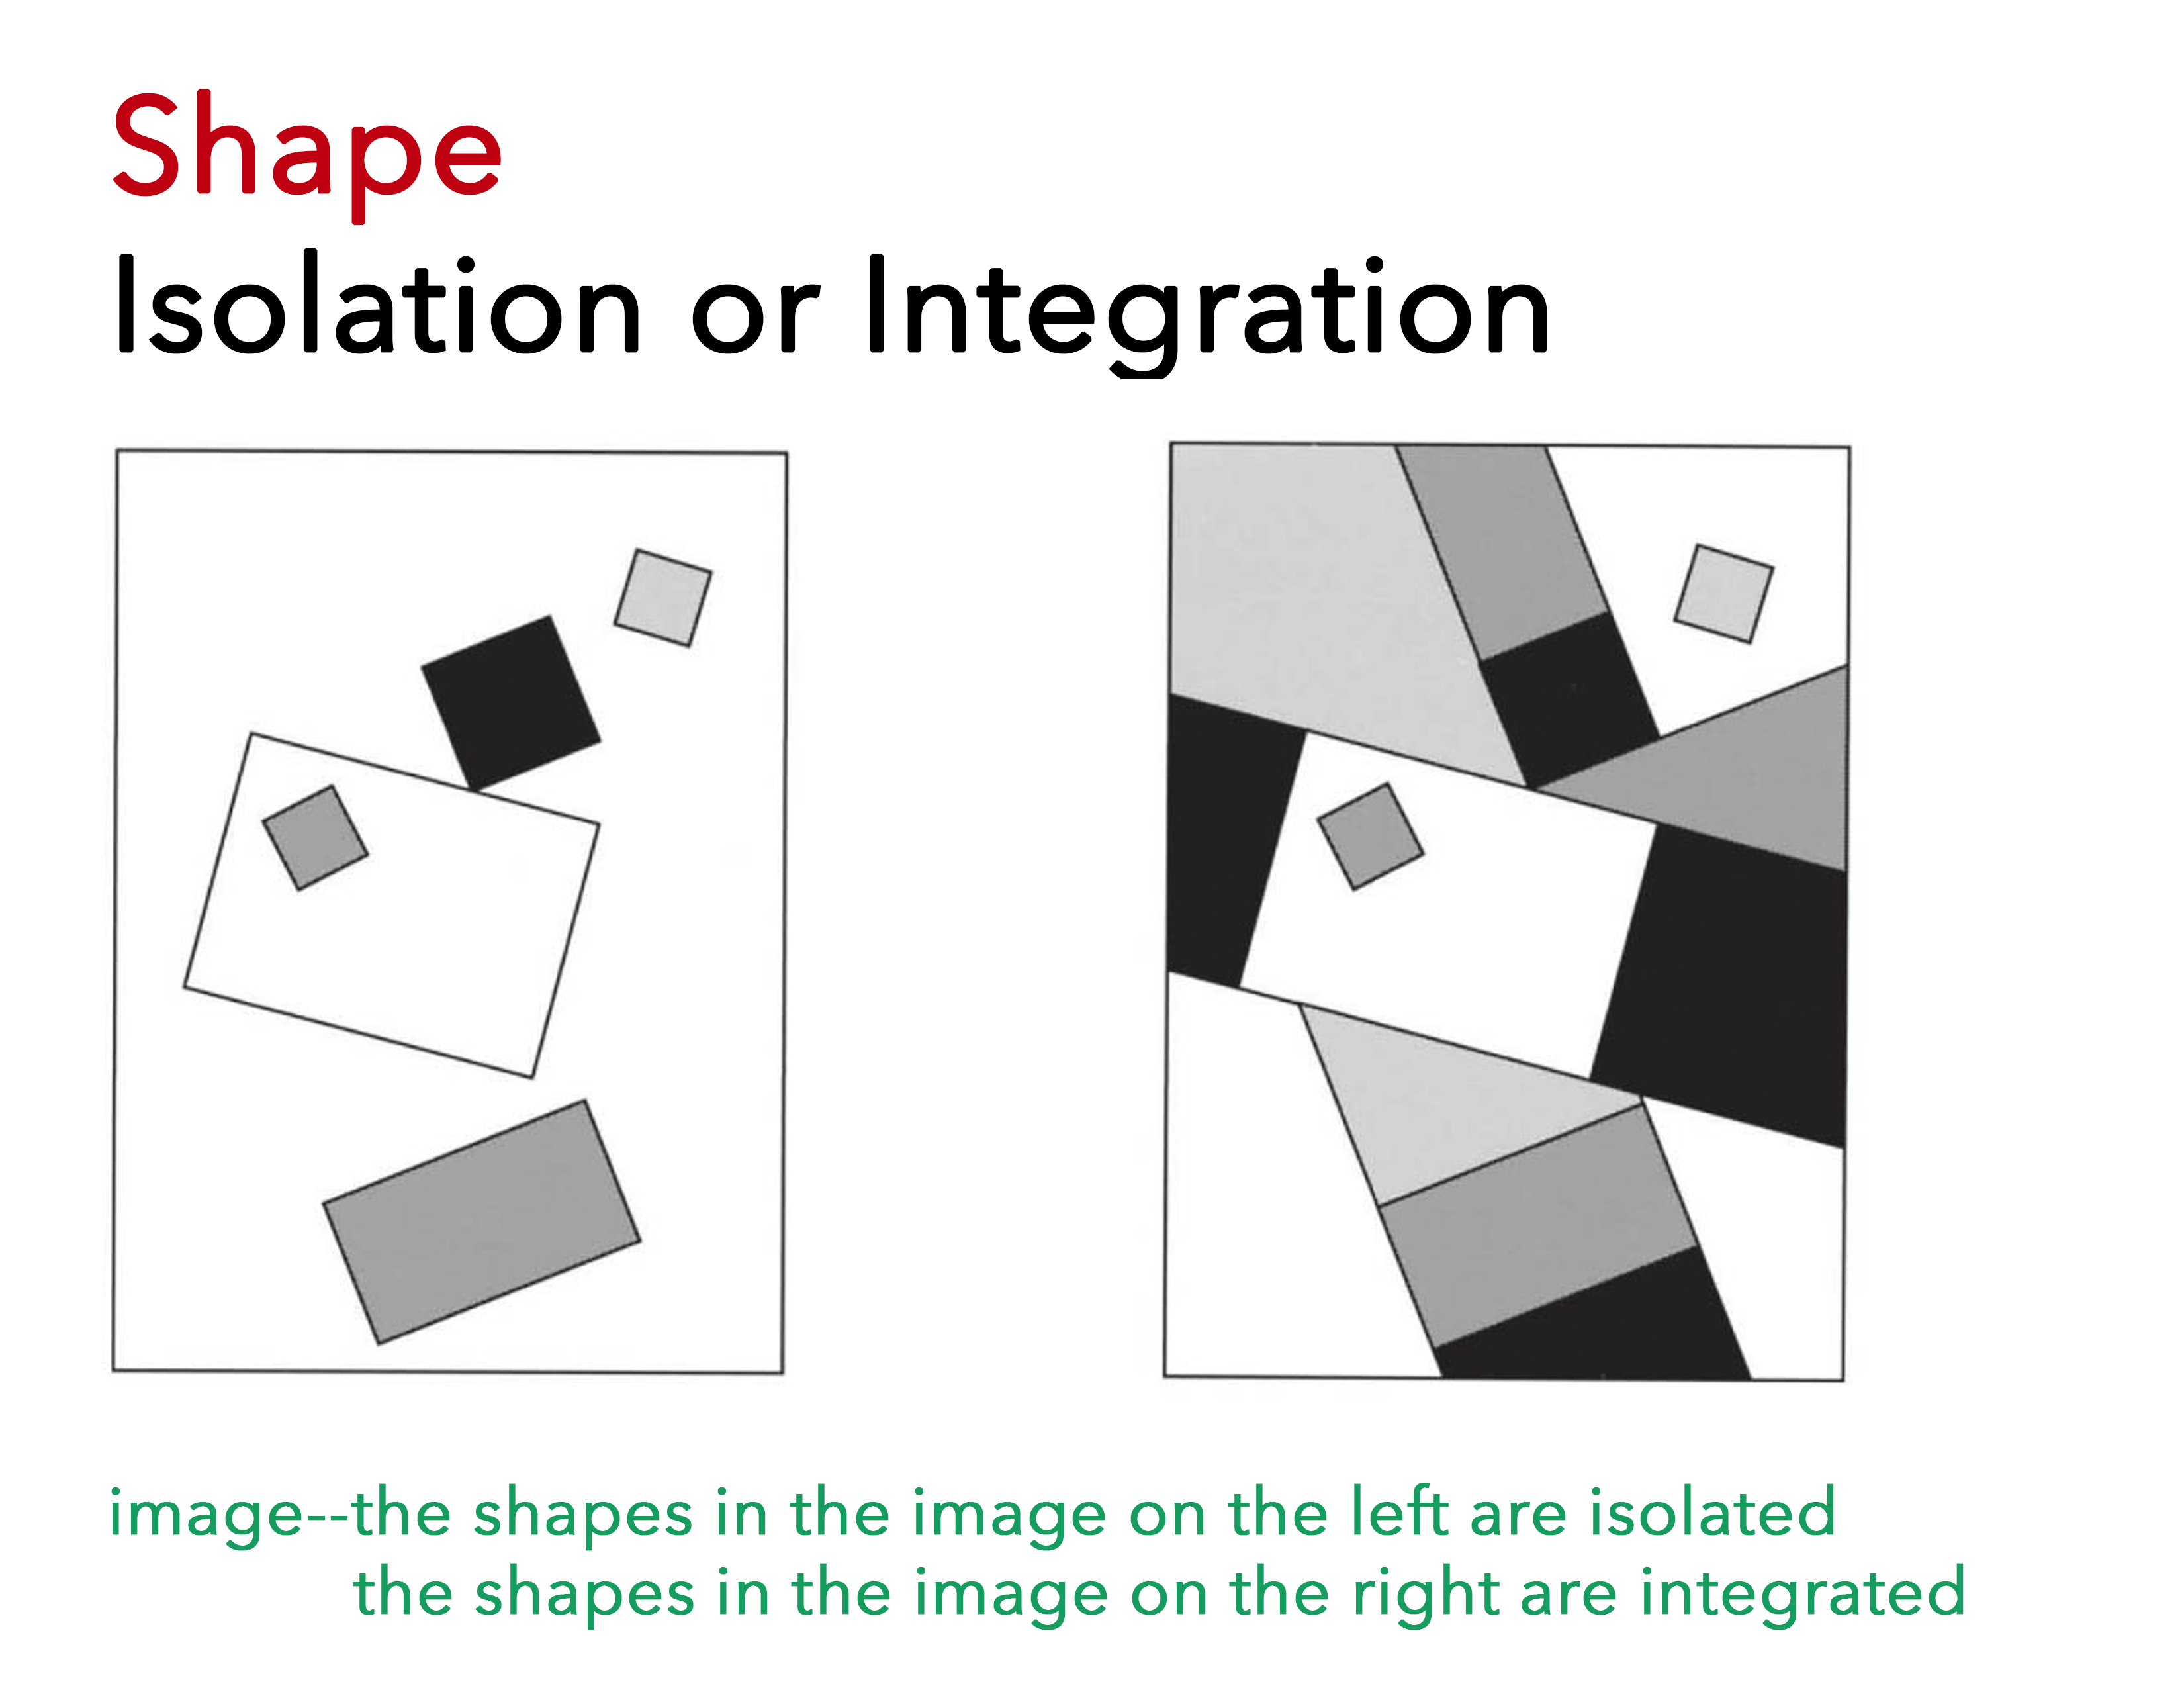 Shape
Isolation or Integration
image--the shapes in the image on the left are isolated
the shapes in the image on the right are integrated